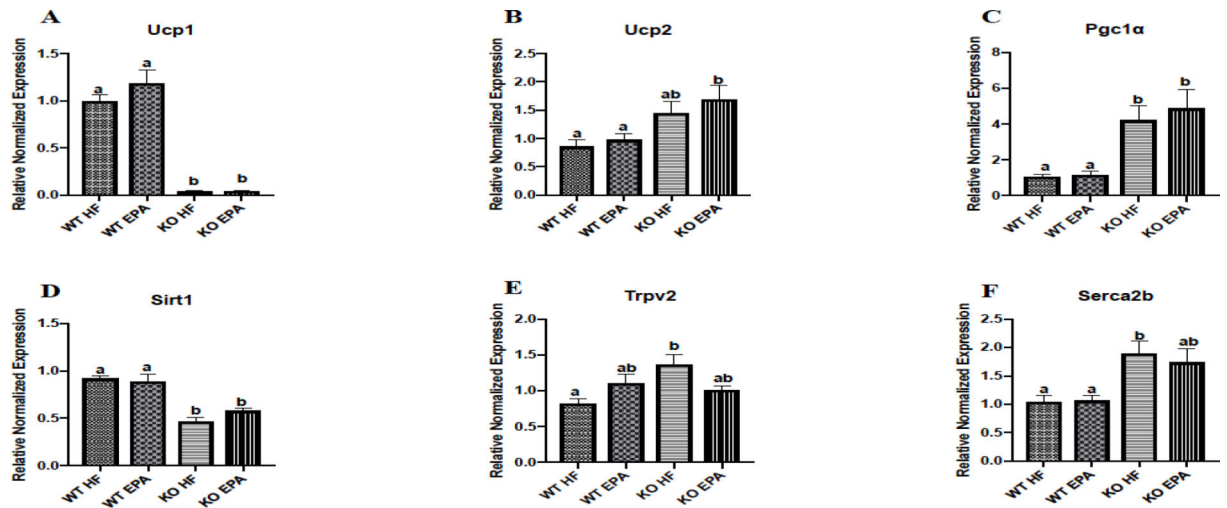 A
Ucp1
Relative Normalized Expression
1.5
1.0
0.5
0.0
a
a
b
b
WT HF
WT EPA
KO HF
KO EPA
B
Ucp2
Relative Normalized Expression
2.5
2.0
1.5
1.0
0.5
0.0
a
a
ab
b
WT HF
WT EPA
KO HF
KO EPA
C
Pgc1α
Relative Normalized Expression
8
6
4
2
0
a
a
b
b
WT HF
WT EPA
KO HF
KO EPA
D
Sirt1
Relative Normalized Expression
1.5
1.0
0.5
0.0
a
a
b
b
WT HF
WT EPA
KO HF
KO EPA
E
Trpv2
Relative Normalized Expression
2.0
1.5
1.0
0.5
0.0
a
ab
b
ab
WT HF
WT EPA
KO HF
KO EPA
F
Serca2b
Relative Normalized Expression
2.5
2.0
1.5
1.0
0.5
0.0
a
a
b
ab
WT HF
WT EPA
KO HF
KO EPA